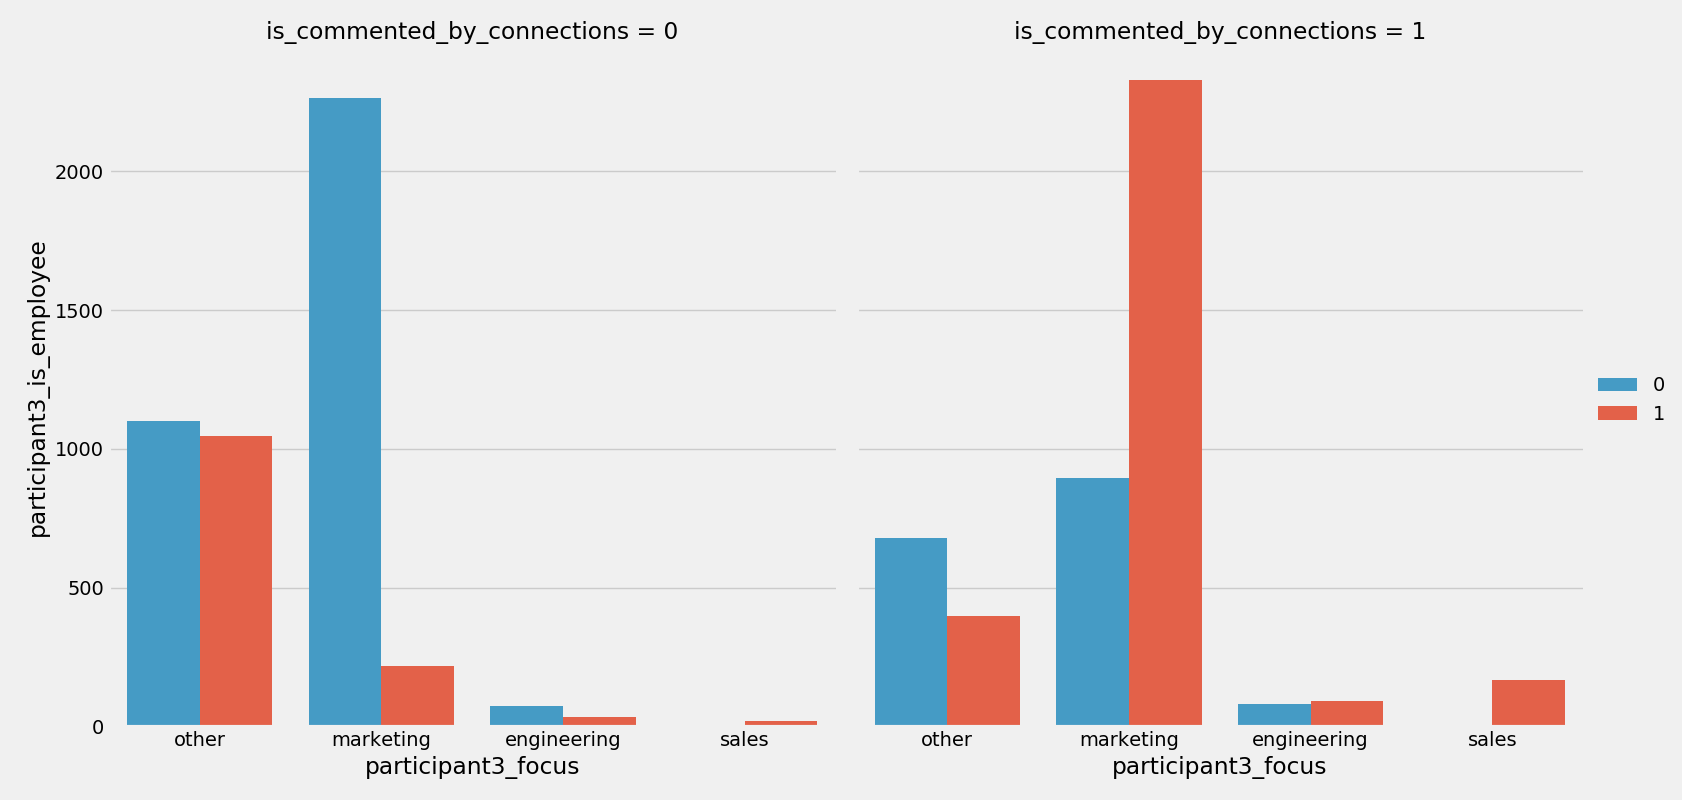 is_commented_by_connections = 0
is_commented_by_connections = 1
participant3_is_employee
2000
1500
1000
500
0
other
marketing
engineering
sales
participant3_focus
other
marketing
engineering
sales
participant3_focus
0
1